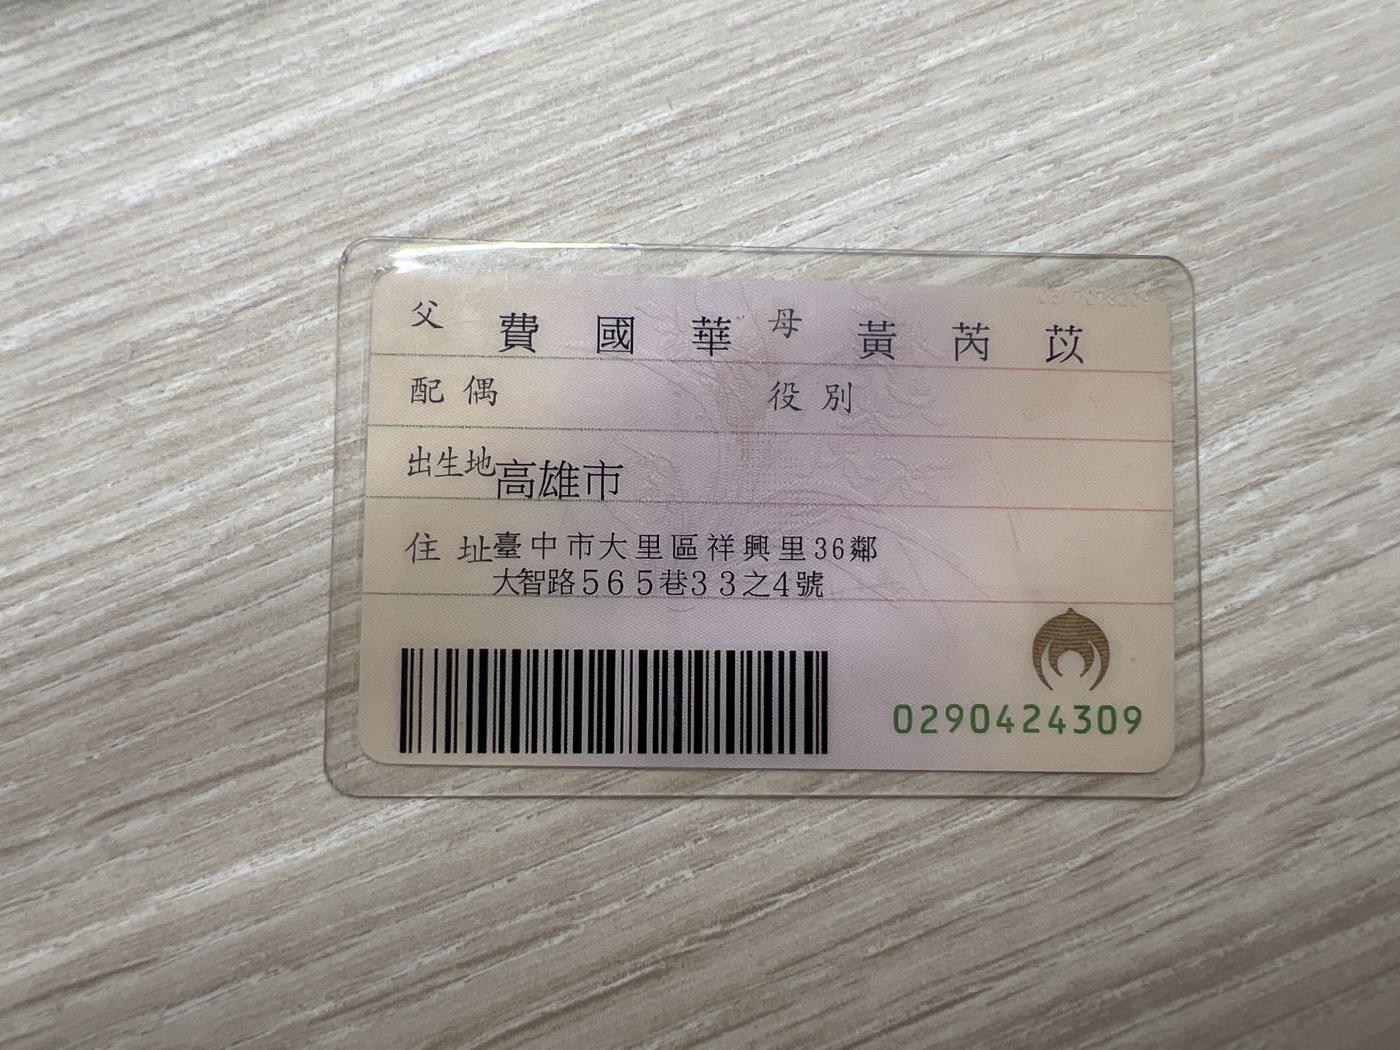 父 費國華 母 黃芮苡
配偶 役別
出生地 高雄市
住址 臺中市大里區祥興里36鄰
大智路565巷33之4號
0290424309